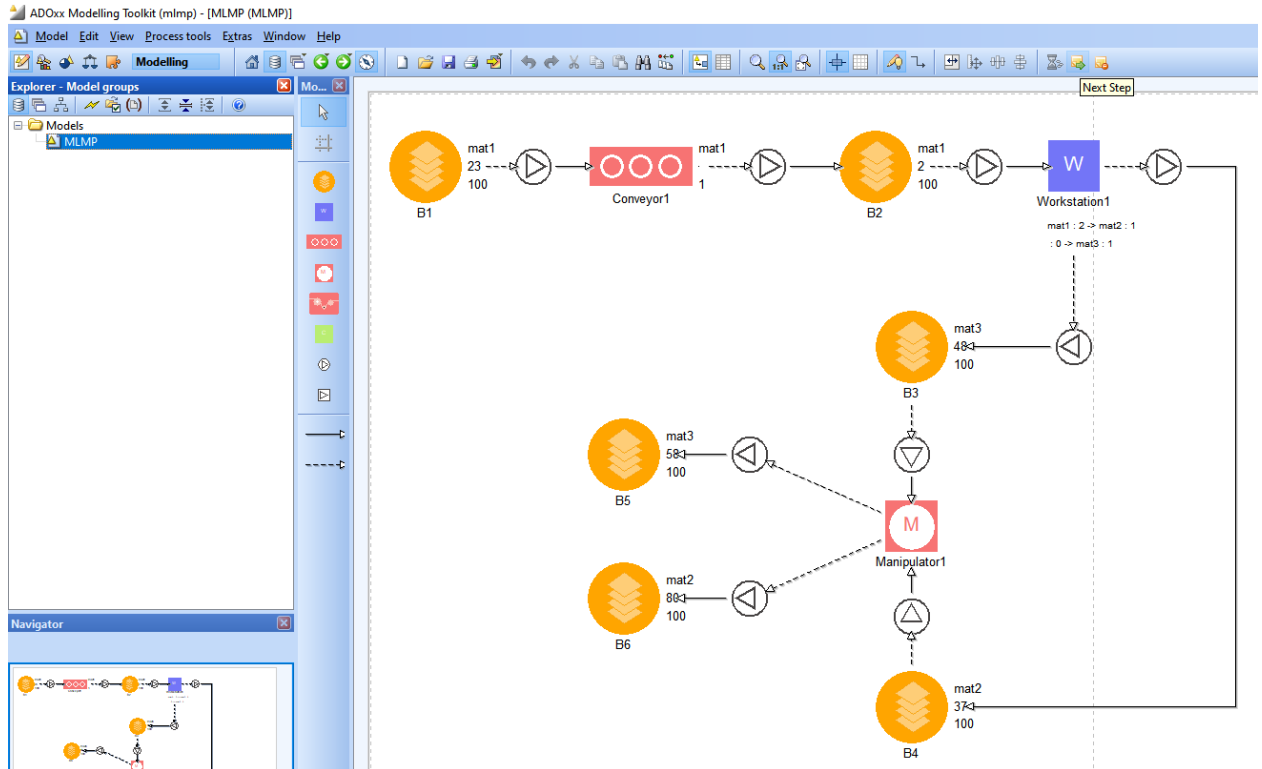 ADOxx Modelling Toolkit (mlmp) - [MLMP (MLMP)]
Model Edit View Process tools Extras Window Help
Modelling
Explorer - Model groups
Mo...
Next Step
Models
MLMP
mat1
23
100
B1
Conveyor1
mat1
1
mat1
2
100
B2
W
Workstation1
mat1 : 2 -> mat2 : 1
: 0 -> mat3 : 1
mat3
48
100
B3
mat3
58
100
B5
M
Manipulator1
mat2
80
100
B6
mat2
37
100
B4
Navigator